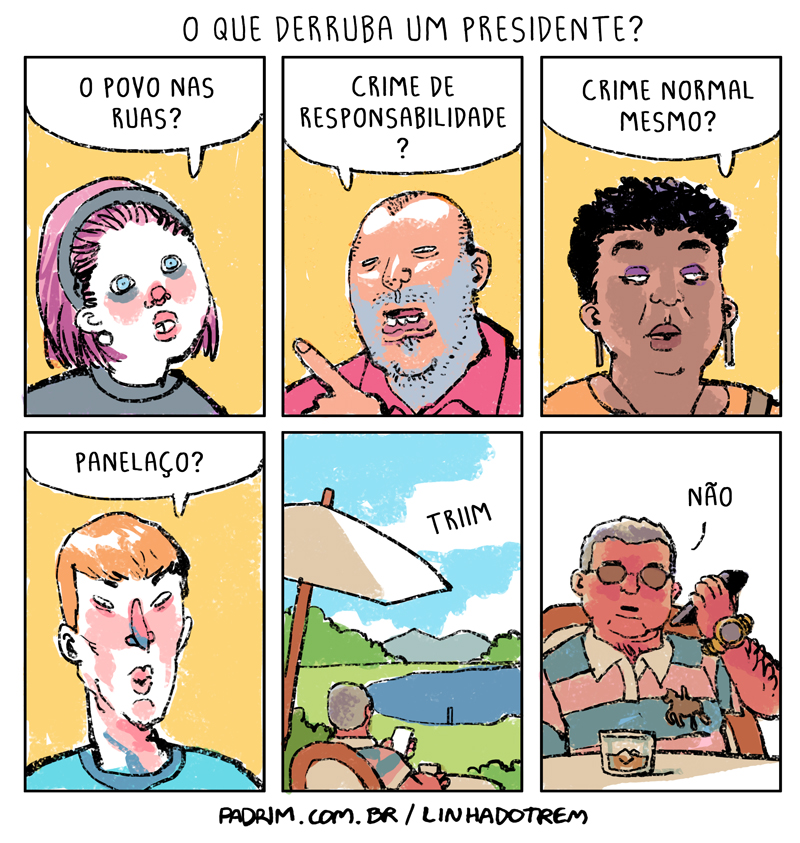 O QUE DERRUBA UM PRESIDENTE?
O POVO NAS
RUAS?
CRIME DE
RESPONSABILIDADE
?
CRIME NORMAL
MESMO?
PANELAÇO?
TRIIM
NÃO
PADRIM.COM.BR / LINHADOTREM